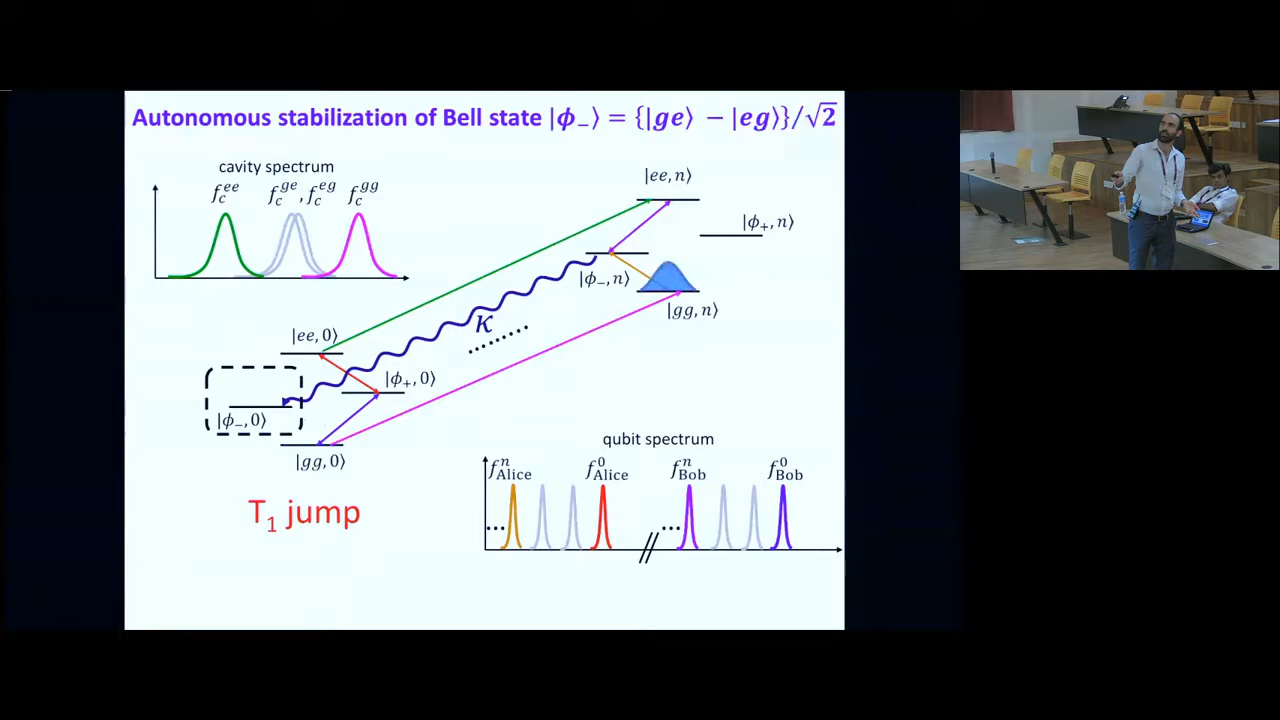 Autonomous stabilization of Bell state |ϕ₋⟩ = {|ge⟩ − |eg⟩}/√2
cavity spectrum
f_c^ee f_c^ge, f_c^eg f_c^gg
|ee, n⟩
|ϕ₊, n⟩
|ϕ₋, n⟩
|gg, n⟩
κ
|ee, 0⟩
|ϕ₊, 0⟩
|ϕ₋, 0⟩
|gg, 0⟩
T₁ jump
qubit spectrum
f_Alice^n f_Alice^0 f_Bob^n f_Bob^0
... //  ...